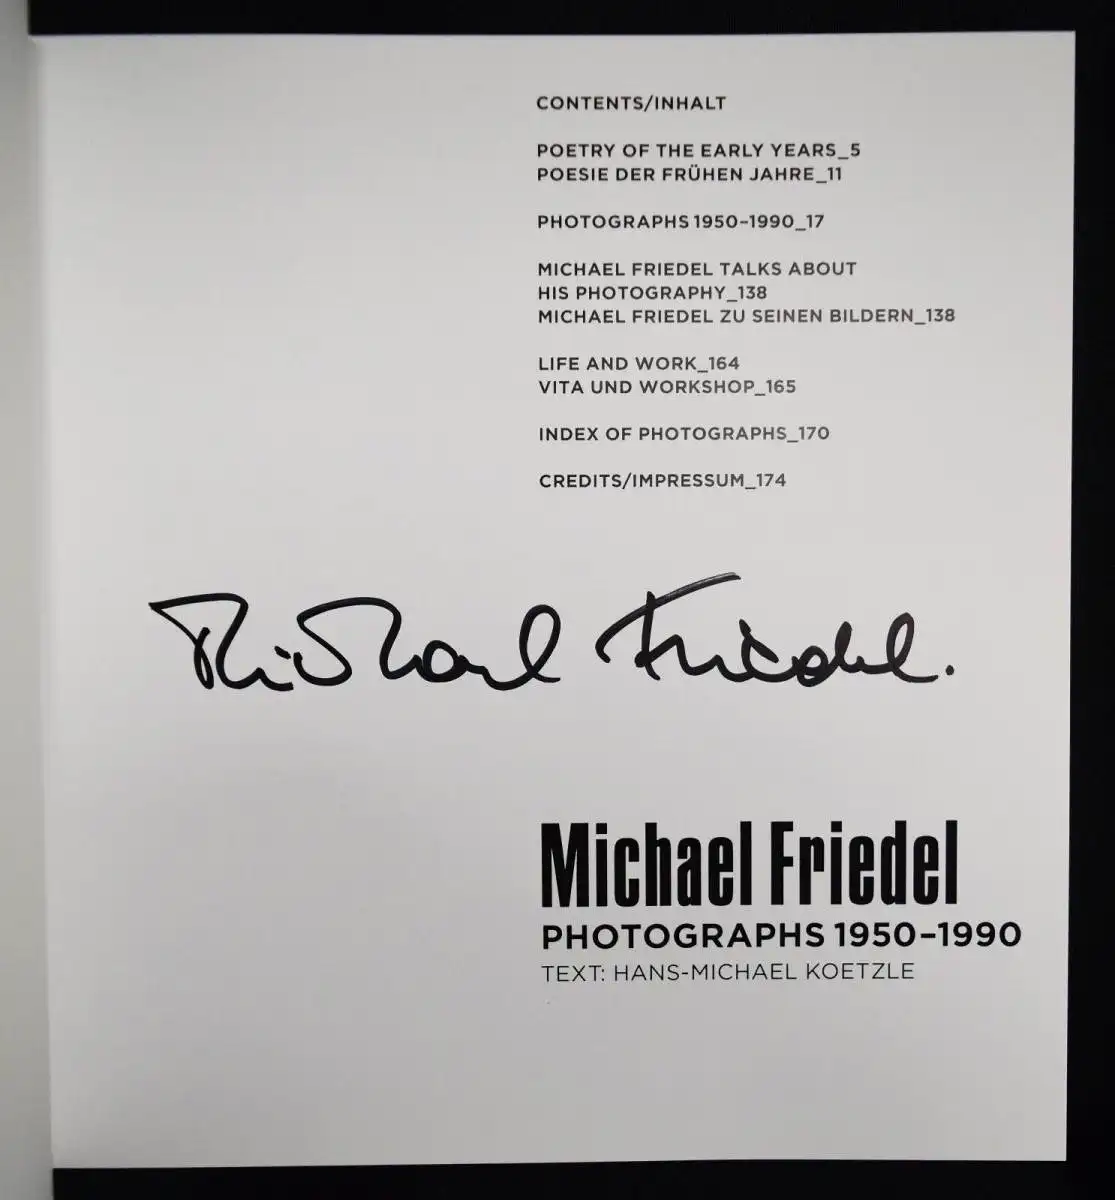 CONTENTS/INHALT
POETRY OF THE EARLY YEARS_5
POESIE DER FRÜHEN JAHRE_11
PHOTOGRAPHS 1950–1990_17
MICHAEL FRIEDEL TALKS ABOUT
HIS PHOTOGRAPHY_138
MICHAEL FRIEDEL ZU SEINEN BILDERN_138
LIFE AND WORK_164
VITA UND WORKSHOP_165
INDEX OF PHOTOGRAPHS_170
CREDITS/IMPRESSUM_174
Michael Friedel.
Michael Friedel
PHOTOGRAPHS 1950–1990
TEXT: HANS-MICHAEL KOETZLE